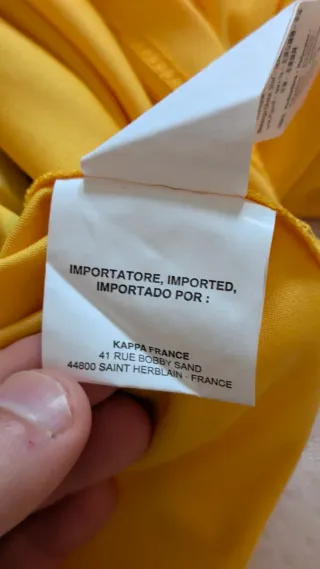 IMPORTATORE, IMPORTED,
IMPORTADO POR :
KAPPA FRANCE
41 RUE BOBBY SAND
44800 SAINT HERBLAIN - FRANCE